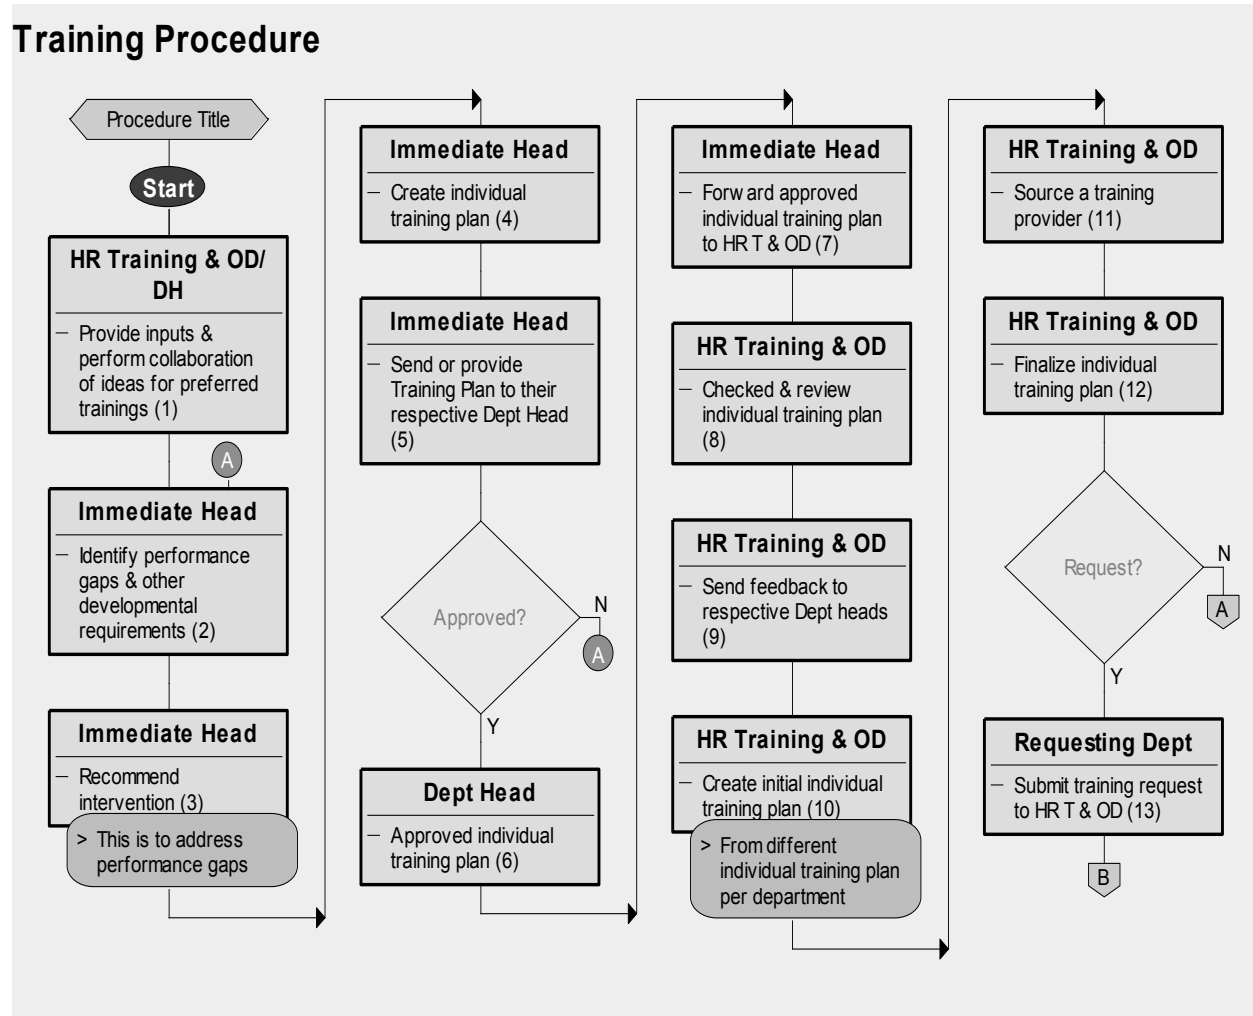 Training Procedure
Procedure Title
Start
HR Training & OD/
DH
— Provide inputs &
perform collaboration
of ideas for preferred
trainings (1)
A
Immediate Head
— Identify performance
gaps & other
developmental
requirements (2)
Immediate Head
— Recommend
intervention (3)
> This is to address
performance gaps
Immediate Head
— Create individual
training plan (4)
Immediate Head
— Send or provide
Training Plan to their
respective Dept Head
(5)
Approved?
N
A
Y
Dept Head
— Approved individual
training plan (6)
Immediate Head
— Forward approved
individual training plan
to HR T & OD (7)
HR Training & OD
— Checked & review
individual training plan
(8)
HR Training & OD
— Send feedback to
respective Dept heads
(9)
HR Training & OD
— Create initial individual
training plan (10)
> From different
individual training plan
per department
HR Training & OD
— Source a training
provider (11)
HR Training & OD
— Finalize individual
training plan (12)
Request?
N
A
Y
Requesting Dept
— Submit training request
to HR T & OD (13)
B